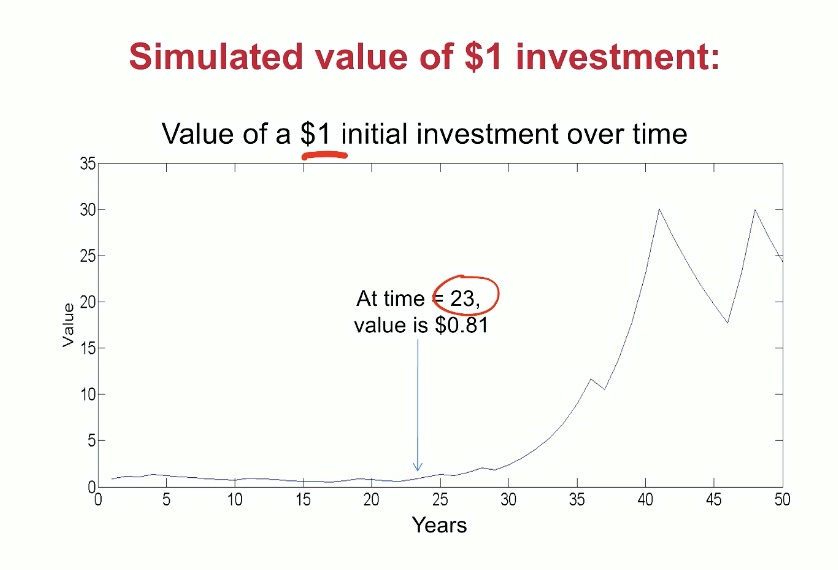 Simulated value of $1 investment:
Value of a $1 initial investment over time
35
30
25
20
15
10
5
0
Value
At time = 23,
value is $0.81
0 5 10 15 20 25 30 35 40 45 50
Years